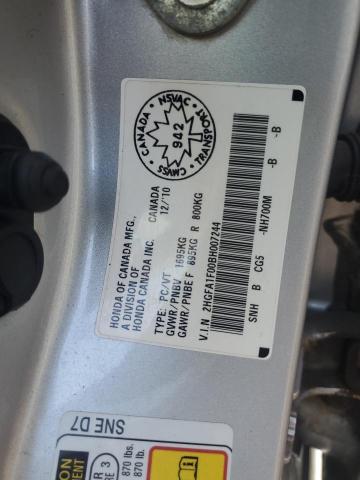 HONDA OF CANADA MFG.,
A DIVISION OF
HONDA CANADA INC. CANADA
12/'10
CANADA NSVAC
942
CMVSS TRANSPORT
TYPE: PC/VT
GVWR/PNBV 1695KG
GAWR/PNBE F 895KG R 800KG
V.I.N 2HGFA1F00BH007244
SNH B CG5 -NH700M -B -B
SNE D7
870 lbs.
870 lb.